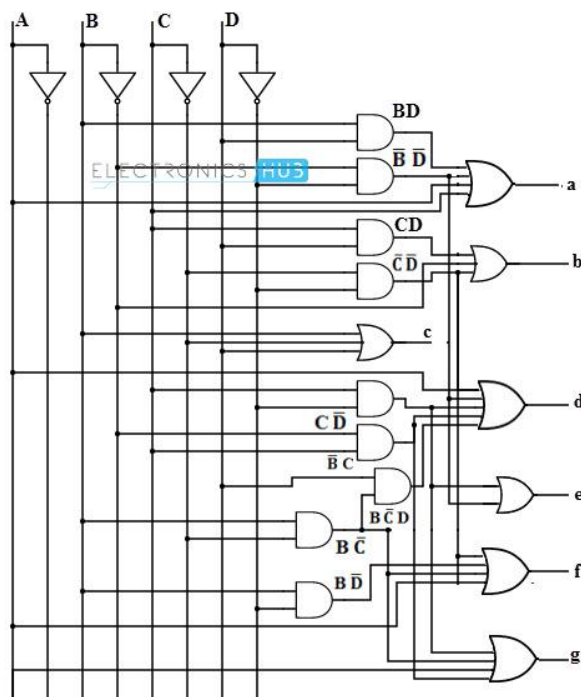 A B C D
BD
ELECTRONICS HUB
B̅ D̅
a
CD
b
C̅ D̅
c
d
C D̅
B̅ C
B C̅ D
e
B C̅
f
B D̅
g